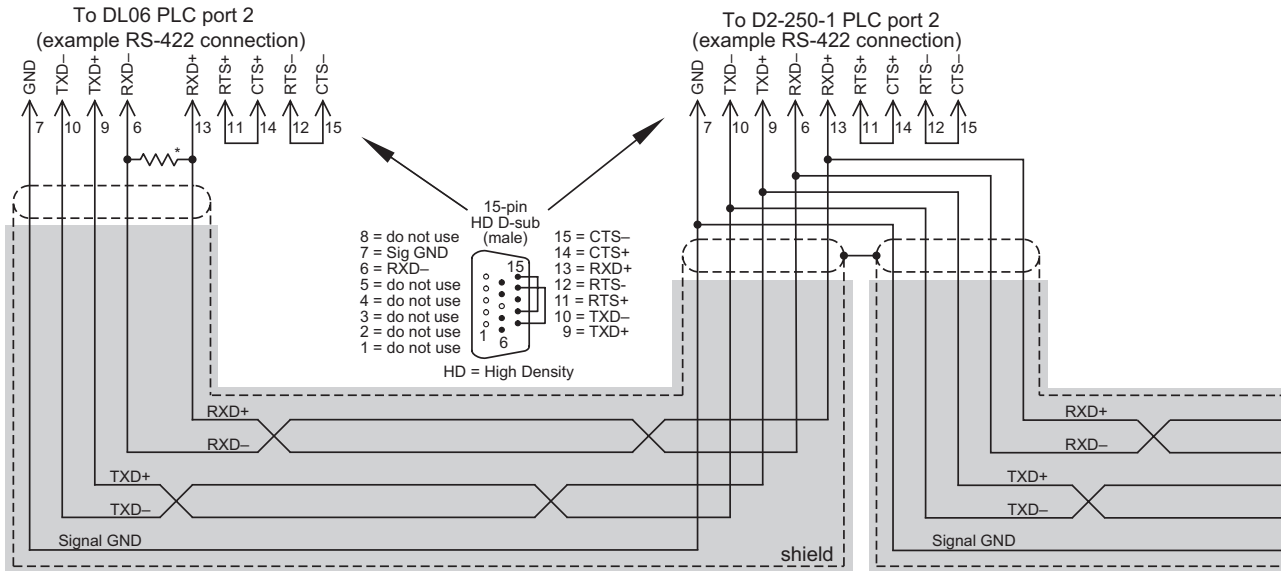 To DL06 PLC port 2
(example RS-422 connection)
GND TXD– TXD+ RXD– RXD+ RTS+ CTS+ RTS– CTS–
7 10 9 6 13 11 14 12 15
*
To D2-250-1 PLC port 2
(example RS-422 connection)
GND TXD– TXD+ RXD– RXD+ RTS+ CTS+ RTS– CTS–
7 10 9 6 13 11 14 12 15
15-pin
HD D-sub
(male)
8 = do not use
7 = Sig GND
6 = RXD–
5 = do not use
4 = do not use
3 = do not use
2 = do not use
1 = do not use
15
1
6
15 = CTS–
14 = CTS+
13 = RXD+
12 = RTS-
11 = RTS+
10 = TXD–
9 = TXD+
HD = High Density
RXD+
RXD–
TXD+
TXD–
Signal GND
shield
RXD+
RXD–
TXD+
TXD–
Signal GND